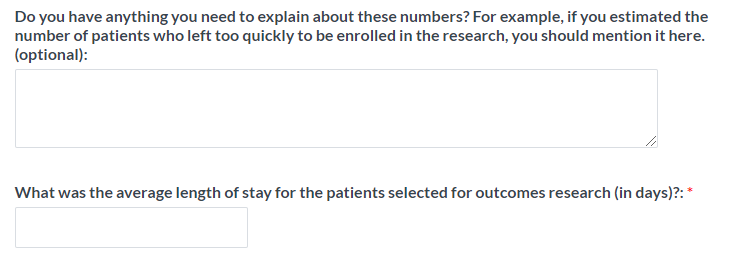 Do you have anything you need to explain about these numbers? For example, if you estimated the
number of patients who left too quickly to be enrolled in the research, you should mention it here.
(optional):
What was the average length of stay for the patients selected for outcomes research (in days)?: *